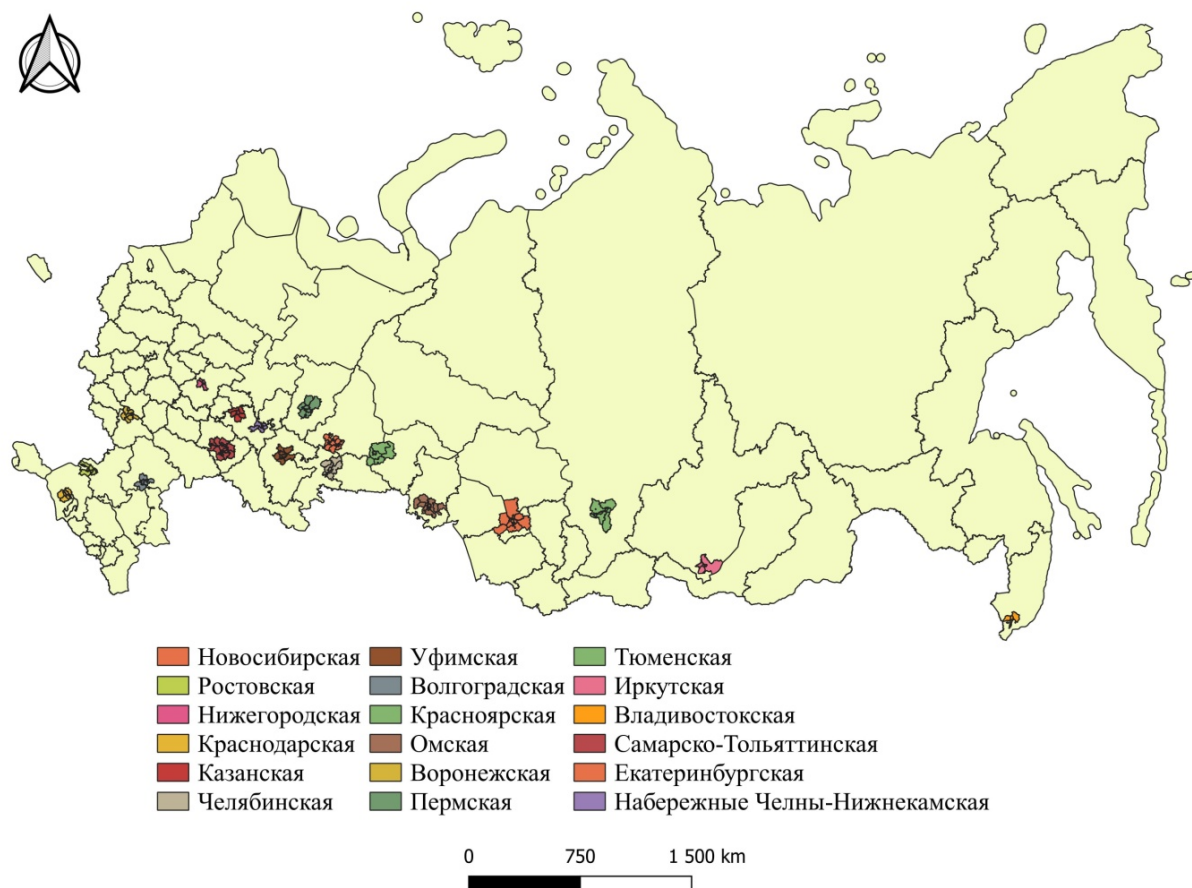 Новосибирская Уфимская Тюменская
Ростовская Волгоградская Иркутская
Нижегородская Красноярская Владивостокская
Краснодарская Омская Самарско-Тольяттинская
Казанская Воронежская Екатеринбургская
Челябинская Пермская Набережные Челны-Нижнекамская
0 750 1 500 km